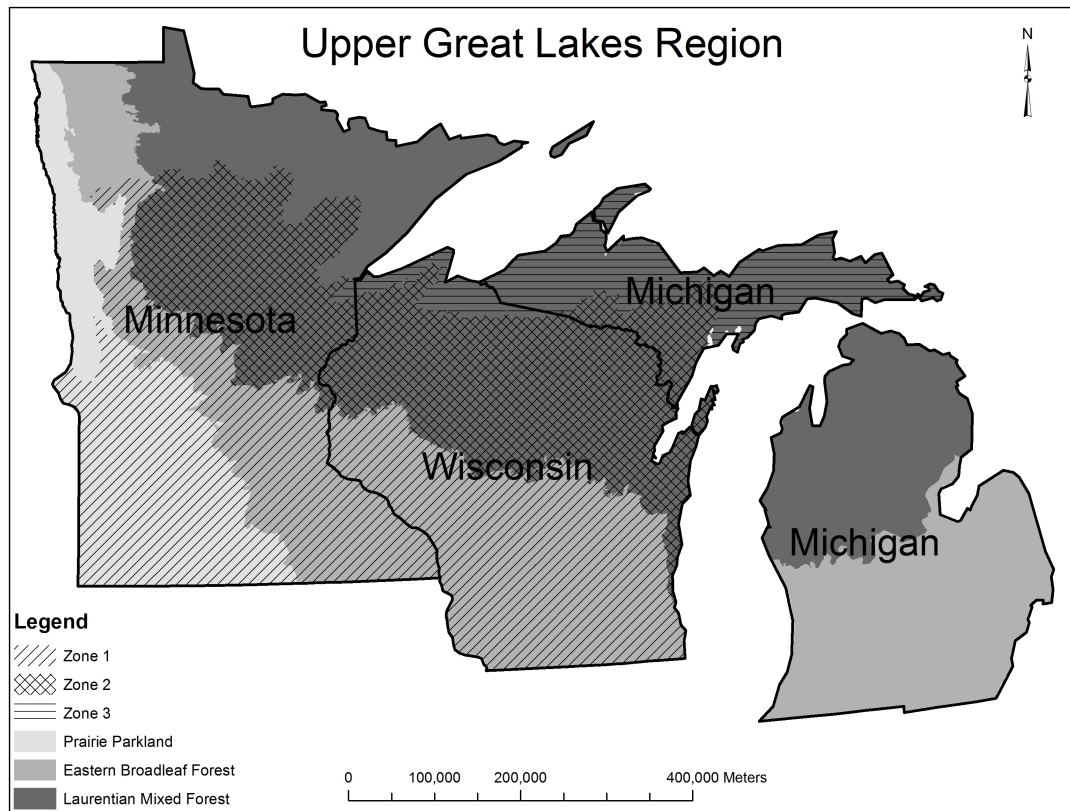 Upper Great Lakes Region
N
Michigan
Minnesota
Wisconsin
Michigan
Legend
Zone 1
Zone 2
Zone 3
Prairie Parkland
Eastern Broadleaf Forest
Laurentian Mixed Forest
0 100,000 200,000 400,000 Meters